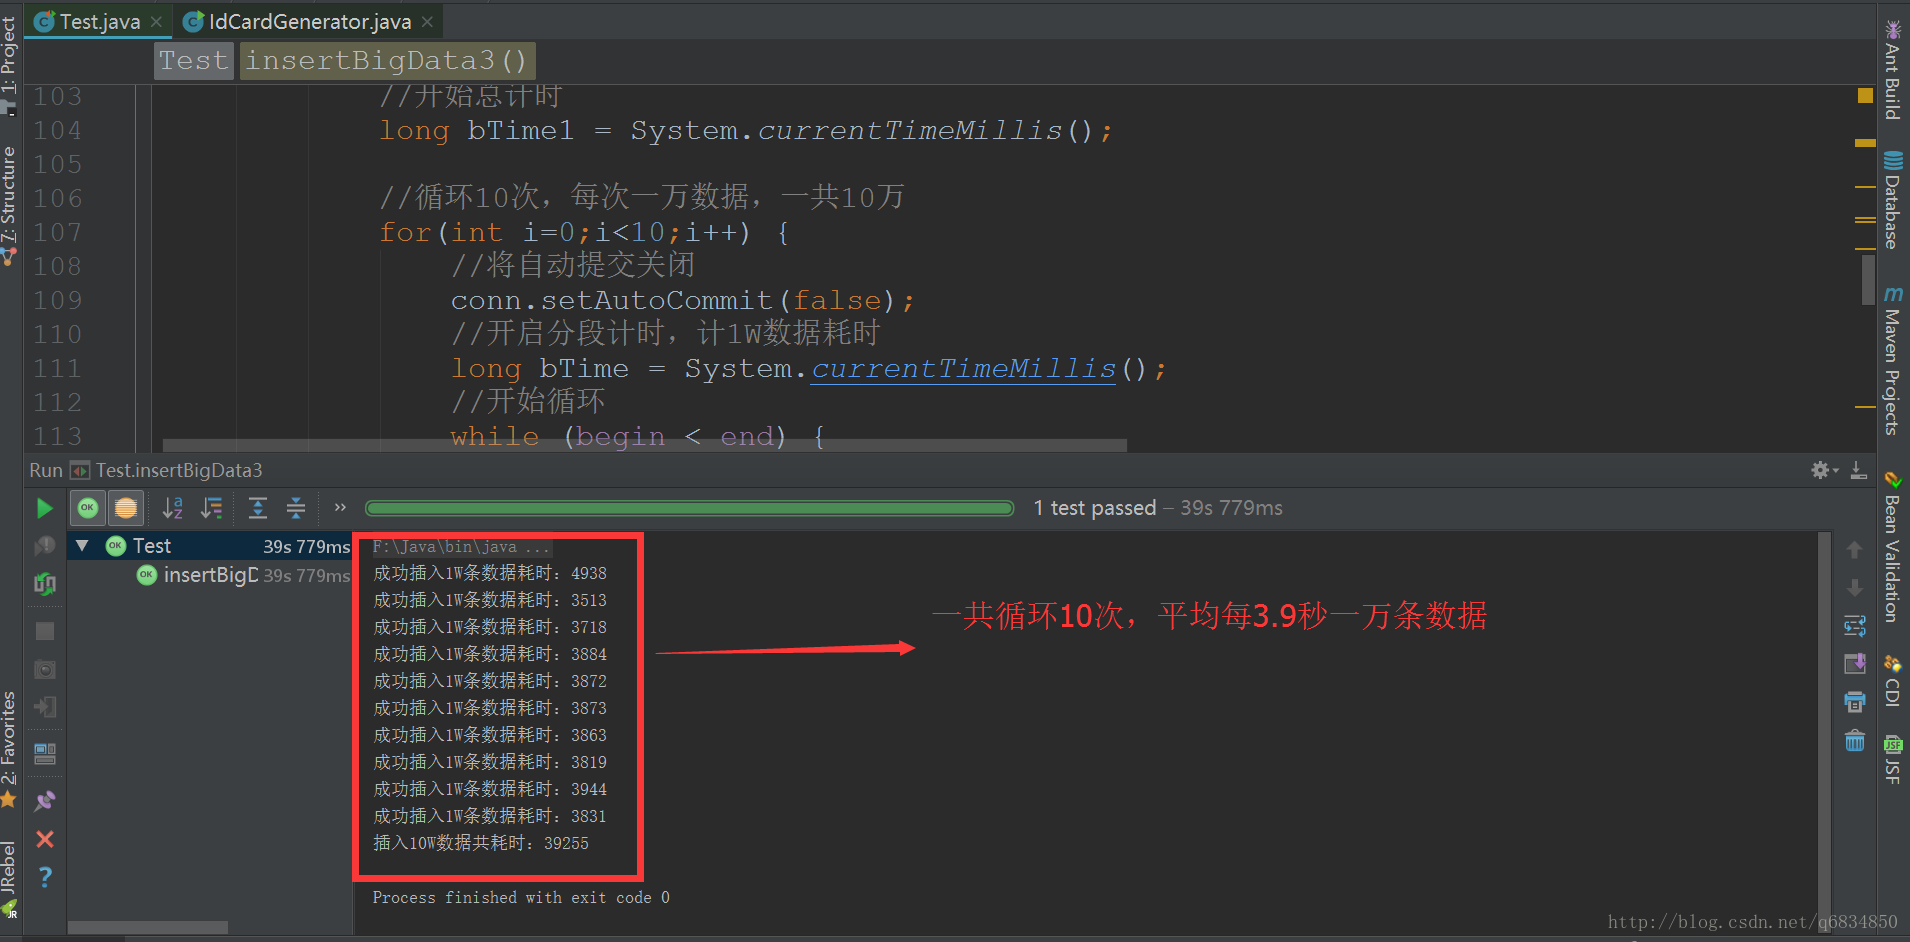 Test.java
IdCardGenerator.java
Test
insertBigData3()
103 //开始总计时
104 long bTime1 = System.currentTimeMillis();
105
106 //循环10次，每次一万数据，一共10万
107 for(int i=0;i<10;i++) {
108 //将自动提交关闭
109 conn.setAutoCommit(false);
110 //开启分段计时，计1W数据耗时
111 long bTime = System.currentTimeMillis();
112 //开始循环
113 while (begin < end) {
1: Project
7: Structure
2: Favorites
JRebel
Ant Build
Database
Maven Projects
Bean Validation
CDI
JSF
Run Test.insertBigData3
1 test passed – 39s 779ms
Test 39s 779ms
insertBigD 39s 779ms
F:\Java\bin\java ...
成功插入1W条数据耗时：4938
成功插入1W条数据耗时：3513
成功插入1W条数据耗时：3718
成功插入1W条数据耗时：3884
成功插入1W条数据耗时：3872
成功插入1W条数据耗时：3873
成功插入1W条数据耗时：3863
成功插入1W条数据耗时：3819
成功插入1W条数据耗时：3944
成功插入1W条数据耗时：3831
插入10W数据共耗时：39255
一共循环10次，平均每3.9秒一万条数据
Process finished with exit code 0
http://blog.csdn.net/q6834850